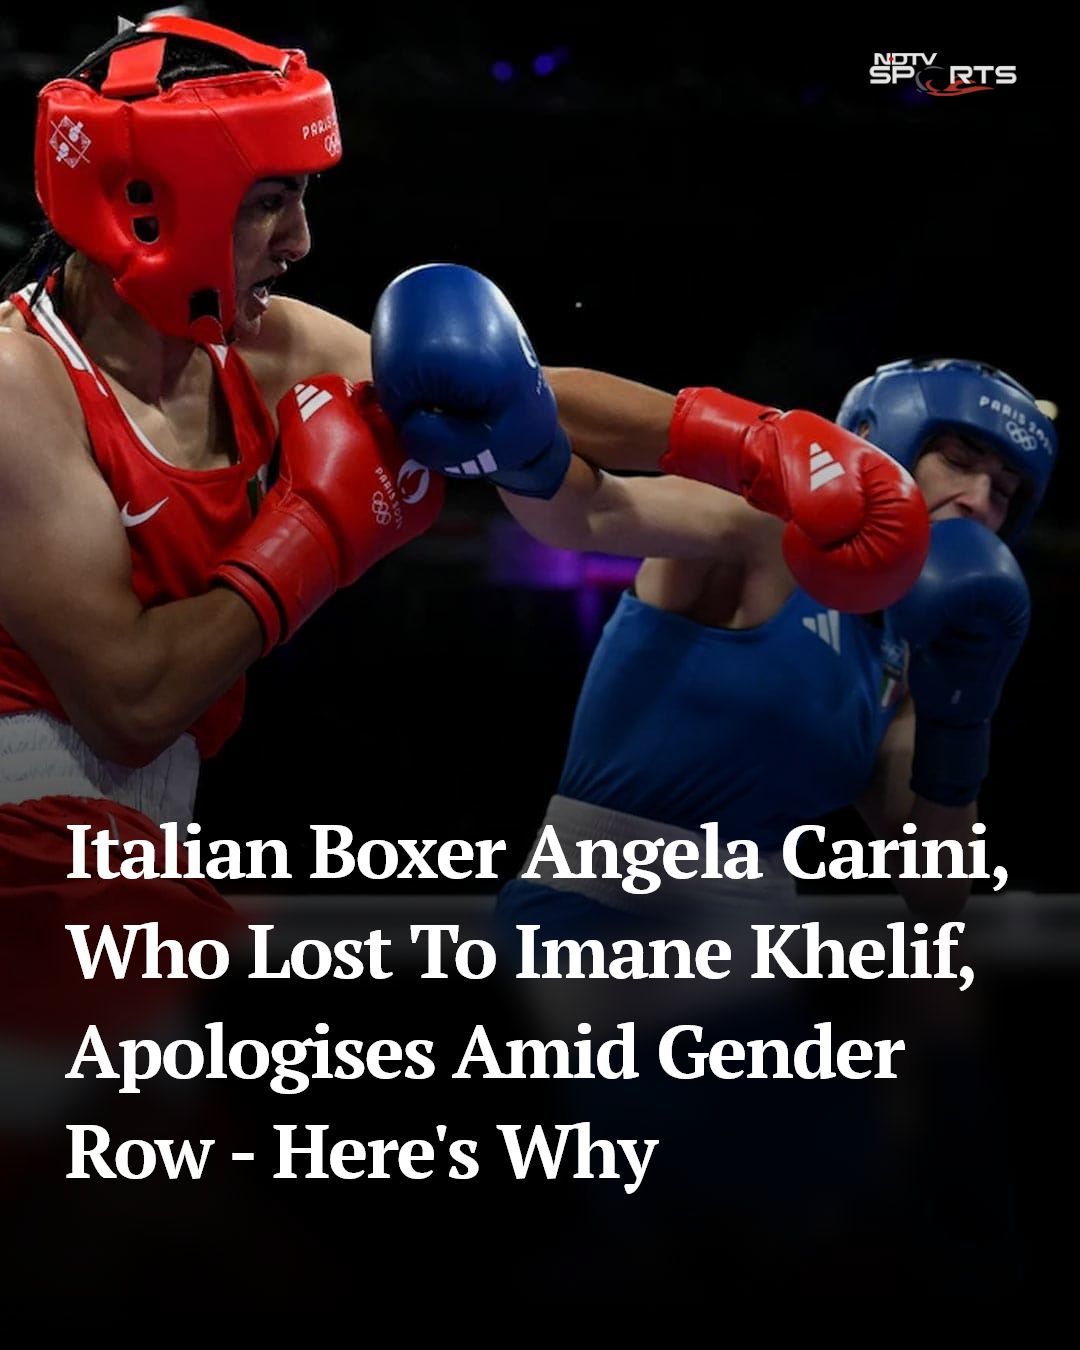 NDTV
SPORTS
PARIS
PARIS 2024
PARIS 2024
Italian Boxer Angela Carini,
Who Lost To Imane Khelif,
Apologises Amid Gender
Row - Here's Why